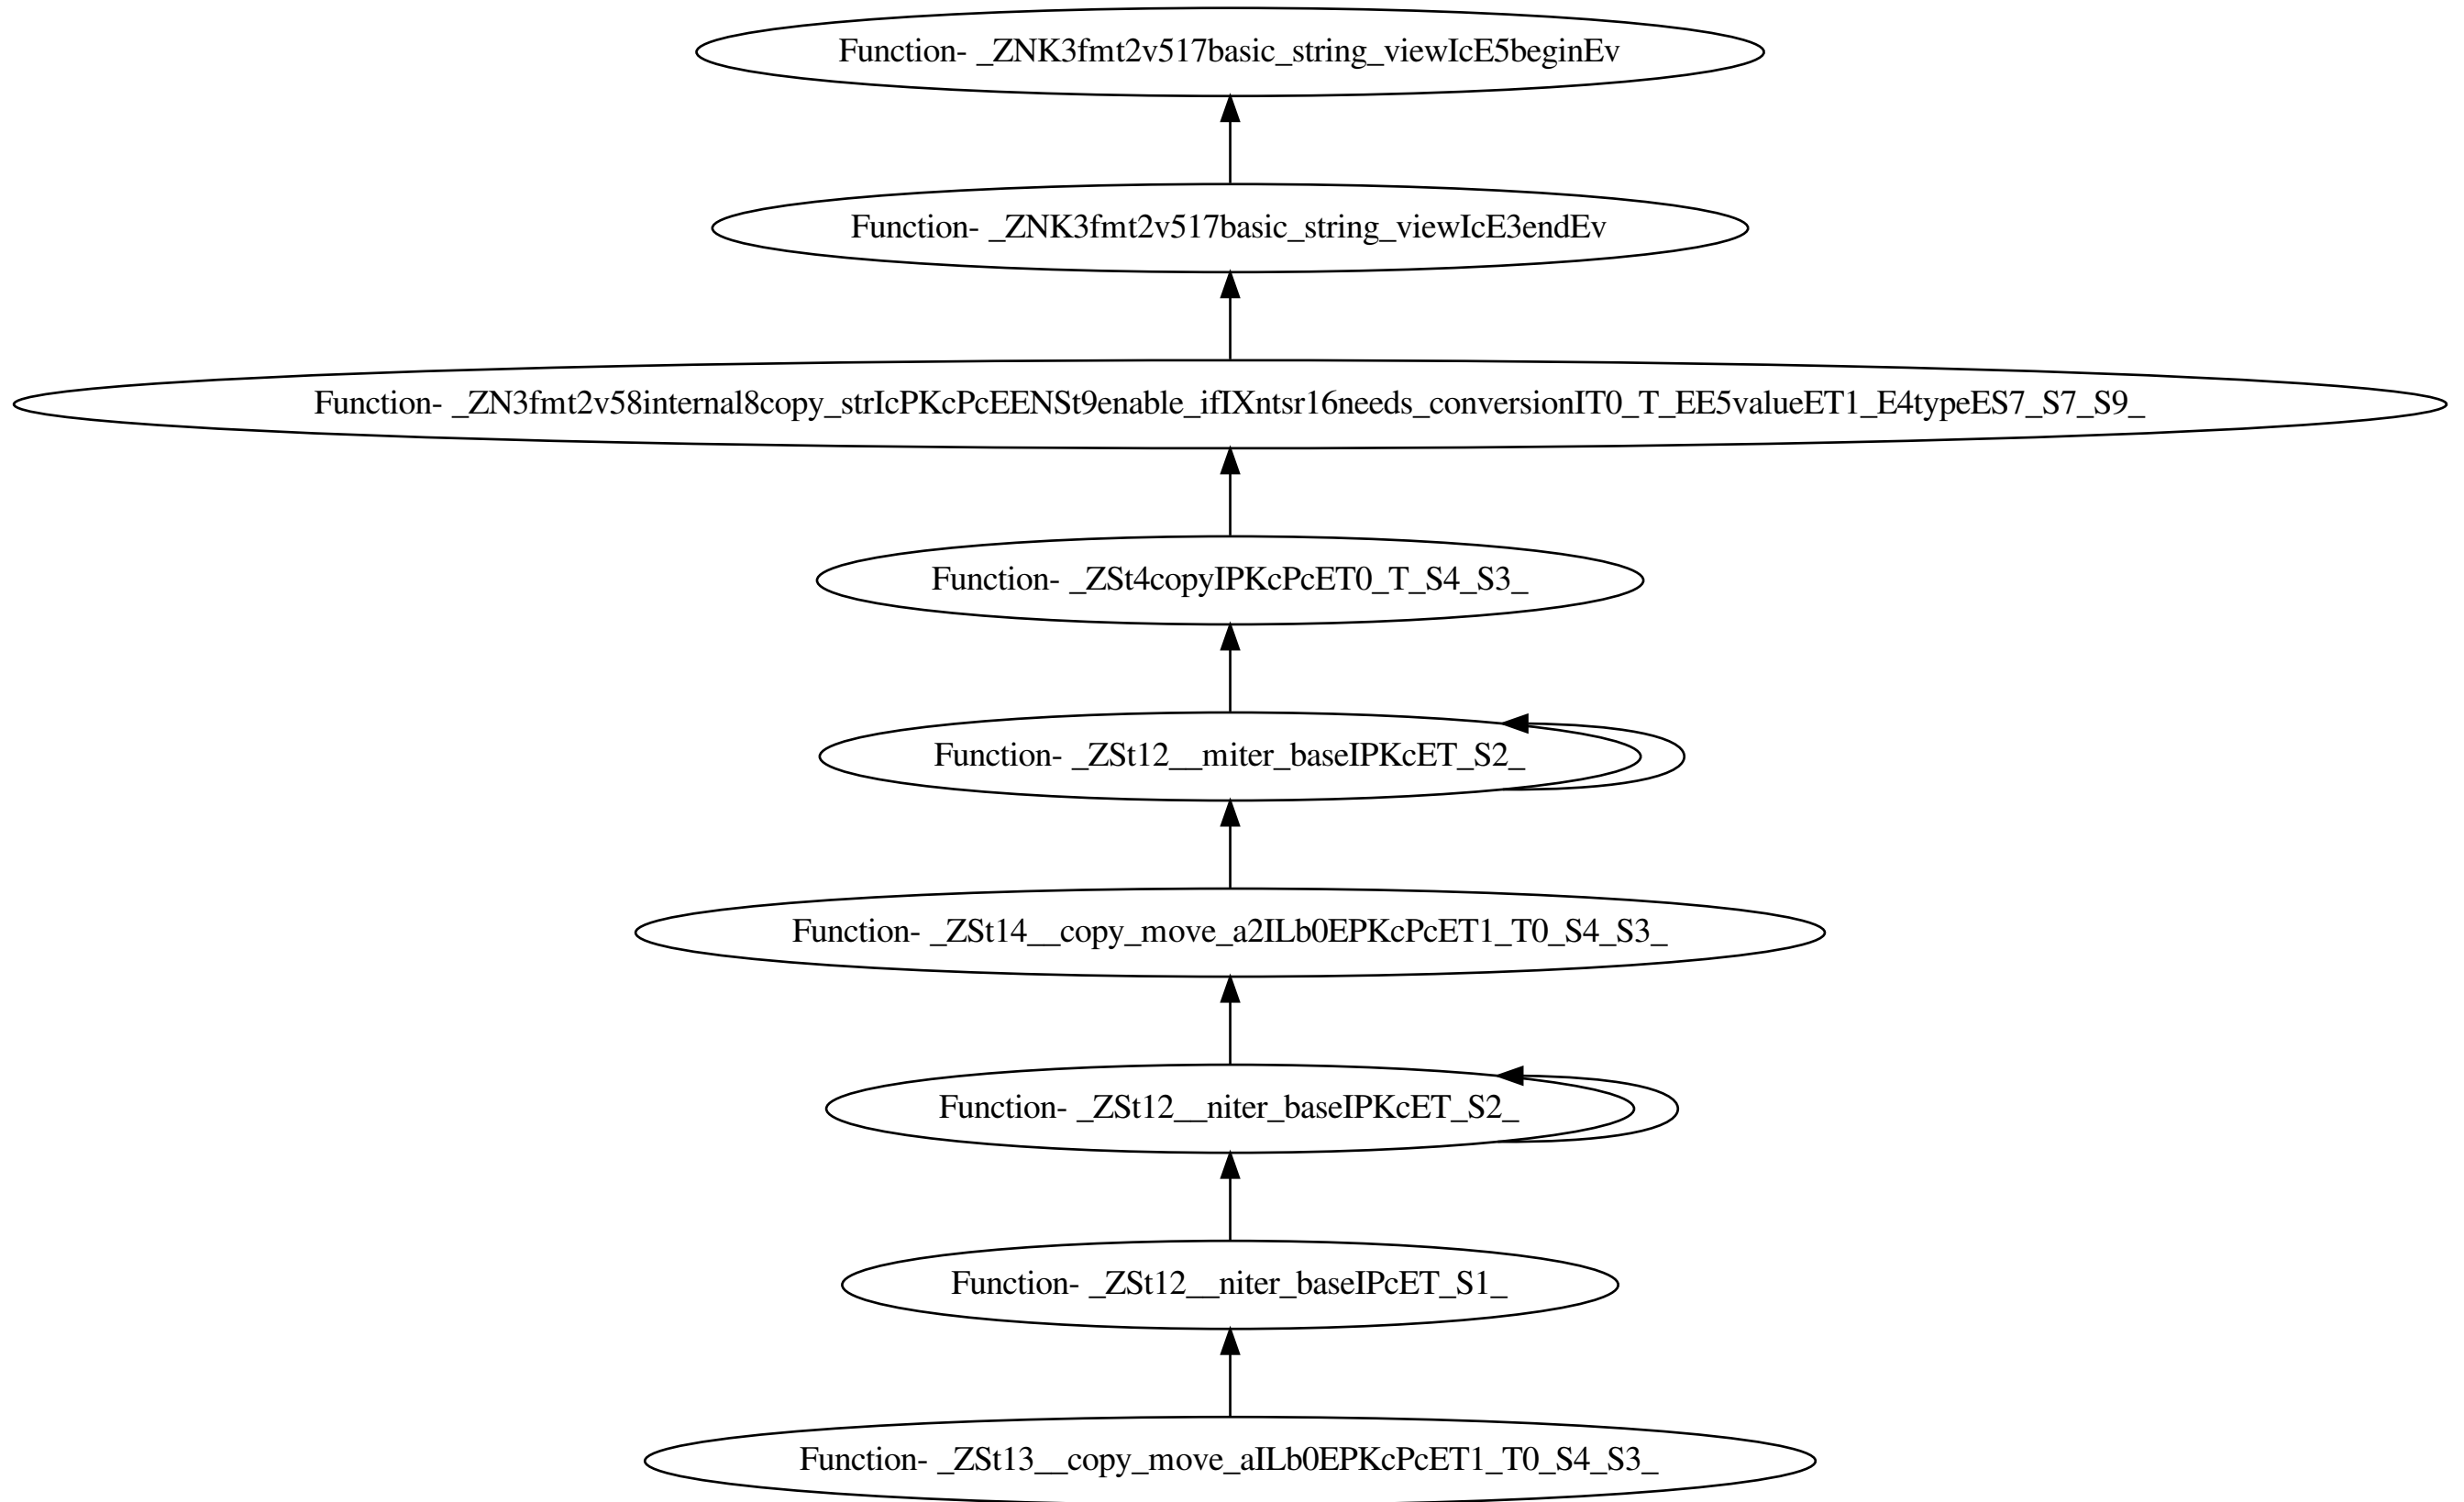 Function- _ZNK3fmt2v517basic_string_viewIcE5beginEv
Function- _ZNK3fmt2v517basic_string_viewIcE3endEv
Function- _ZN3fmt2v58internal8copy_strIcPKcPcEENSt9enable_ifIXntsr16needs_conversionIT0_T_EE5valueET1_E4typeES7_S7_S9_
Function- _ZSt4copyIPKcPcET0_T_S4_S3_
Function- _ZSt12__miter_baseIPKcET_S2_
Function- _ZSt14__copy_move_a2ILb0EPKcPcET1_T0_S4_S3_
Function- _ZSt12__niter_baseIPKcET_S2_
Function- _ZSt12__niter_baseIPcET_S1_
Function- _ZSt13__copy_move_aILb0EPKcPcET1_T0_S4_S3_